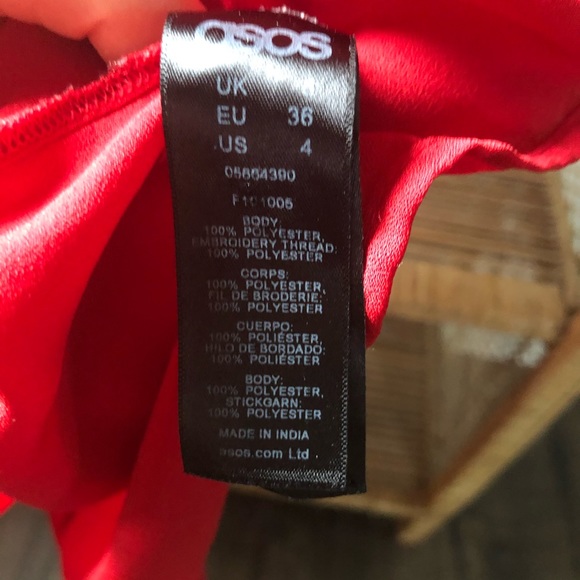 asos
UK
EU 36
US 4
05664390
F101005
BODY:
100% POLYESTER,
EMBROIDERY THREAD:
100% POLYESTER
CORPS:
100% POLYESTER,
FIL DE BRODERIE:
100% POLYESTER
CUERPO:
100% POLIÉSTER,
HILO DE BORDADO:
100% POLIÉSTER
BODY:
100% POLYESTER,
STICKGARN:
100% POLYESTER
MADE IN INDIA
asos.com Ltd